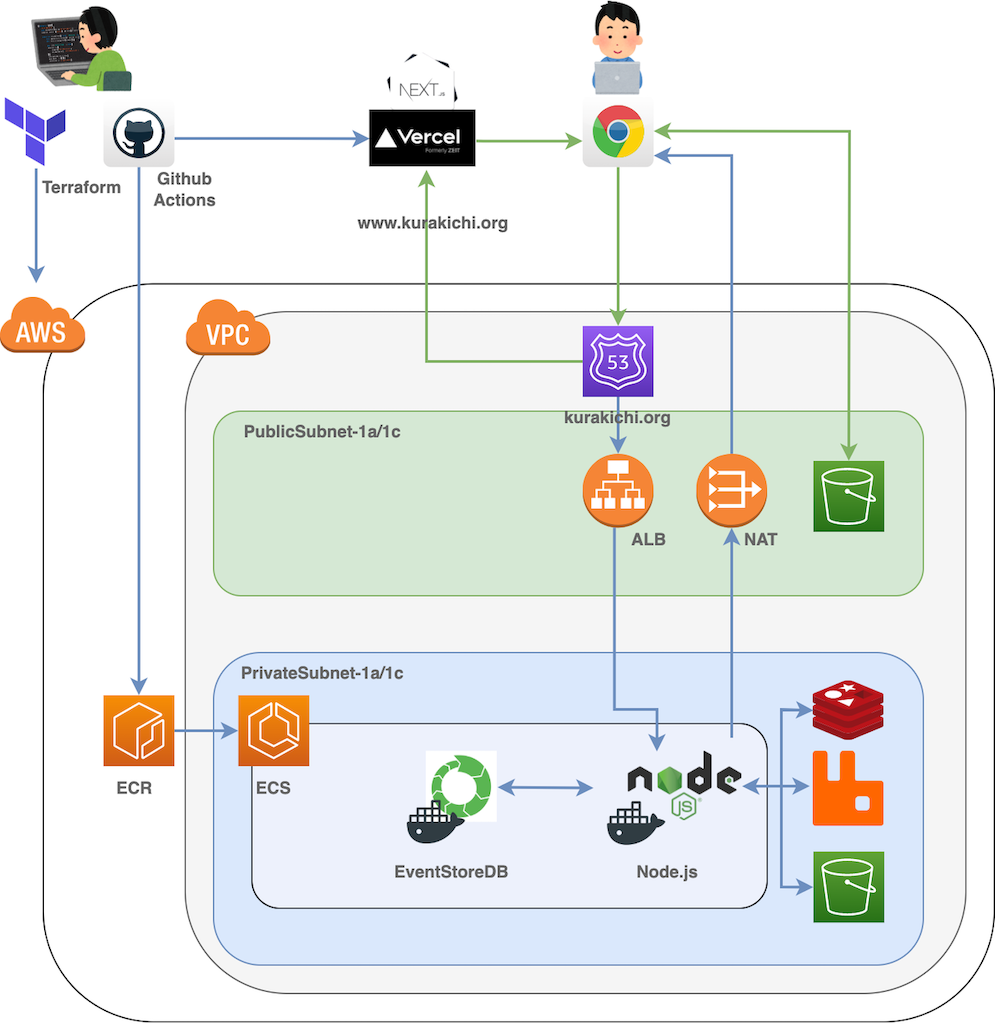 NEXT.JS
Vercel
Formerly ZEIT
Terraform
Github
Actions
www.kurakichi.org
AWS
VPC
53
kurakichi.org
PublicSubnet-1a/1c
ALB
NAT
PrivateSubnet-1a/1c
ECR
ECS
node
JS
EventStoreDB
Node.js